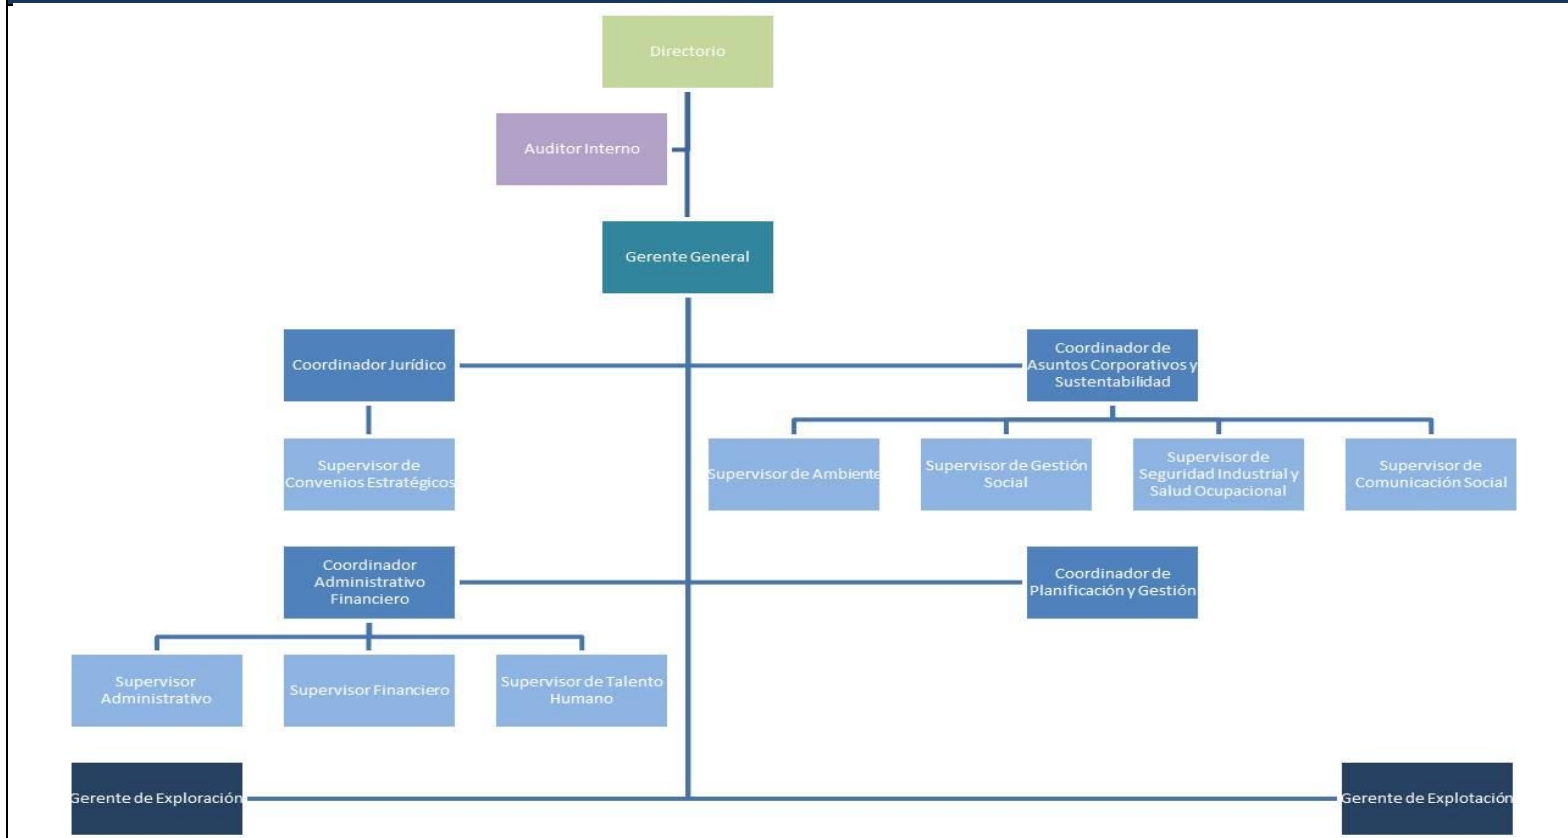 Directorio
Auditor Interno
Gerente General
Coordinador Jurídico
Coordinador de
Asuntos Corporativos y
Sustentabilidad
Supervisor de
Convenios Estratégicos
Supervisor de Ambiente
Supervisor de Gestión
Social
Supervisor de
Seguridad Industrial y
Salud Ocupacional
Supervisor de
Comunicación Social
Coordinador
Administrativo
Financiero
Coordinador de
Planificación y Gestión
Supervisor
Administrativo
Supervisor Financiero
Supervisor de Talento
Humano
Gerente de Exploración
Gerente de Explotación